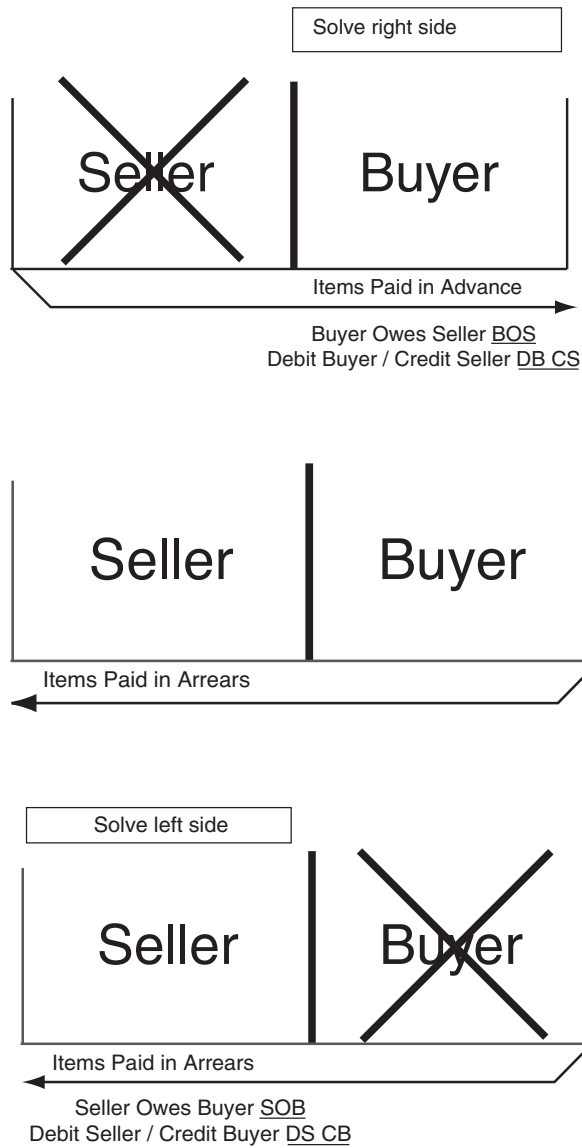 Solve right side
Seller Buyer
Items Paid in Advance
Buyer Owes Seller BOS
Debit Buyer / Credit Seller DB CS
Seller Buyer
Items Paid in Arrears
Solve left side
Seller Buyer
Items Paid in Arrears
Seller Owes Buyer SOB
Debit Seller / Credit Buyer DS CB